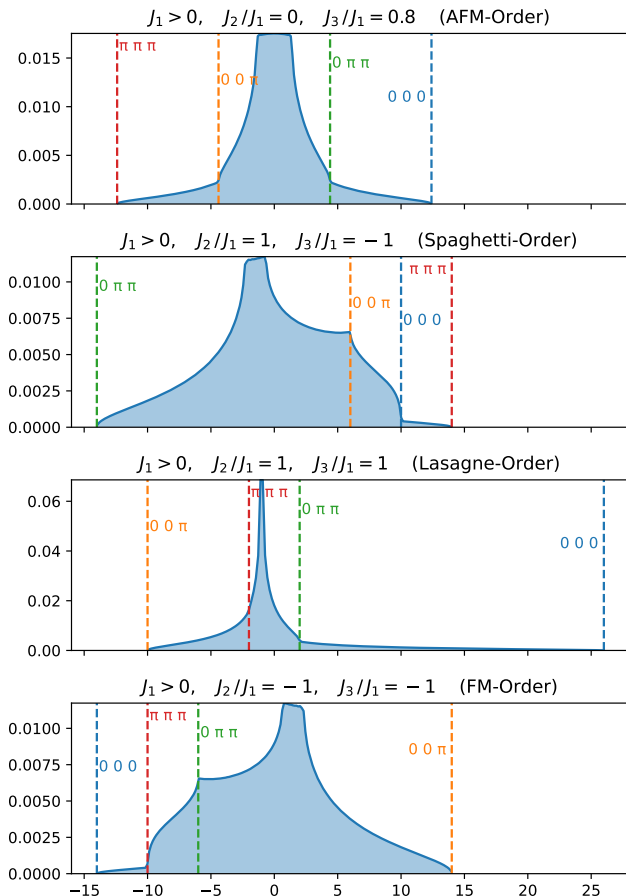 J₁ > 0, J₂/J₁ = 0, J₃/J₁ = 0.8 (AFM-Order)
0.015
0.010
0.005
0.000
π π π
0 0 π
0 π π
0 0 0
J₁ > 0, J₂/J₁ = 1, J₃/J₁ = −1 (Spaghetti-Order)
0.0100
0.0075
0.0050
0.0025
0.0000
0 π π
0 0 π
0 0 0
π π π
J₁ > 0, J₂/J₁ = 1, J₃/J₁ = 1 (Lasagne-Order)
0.06
0.04
0.02
0.00
0 0 π
π π π
0 π π
0 0 0
J₁ > 0, J₂/J₁ = −1, J₃/J₁ = −1 (FM-Order)
0.0100
0.0075
0.0050
0.0025
0.0000
0 0 0
π π π
0 π π
0 0 π
−15 −10 −5 0 5 10 15 20 25